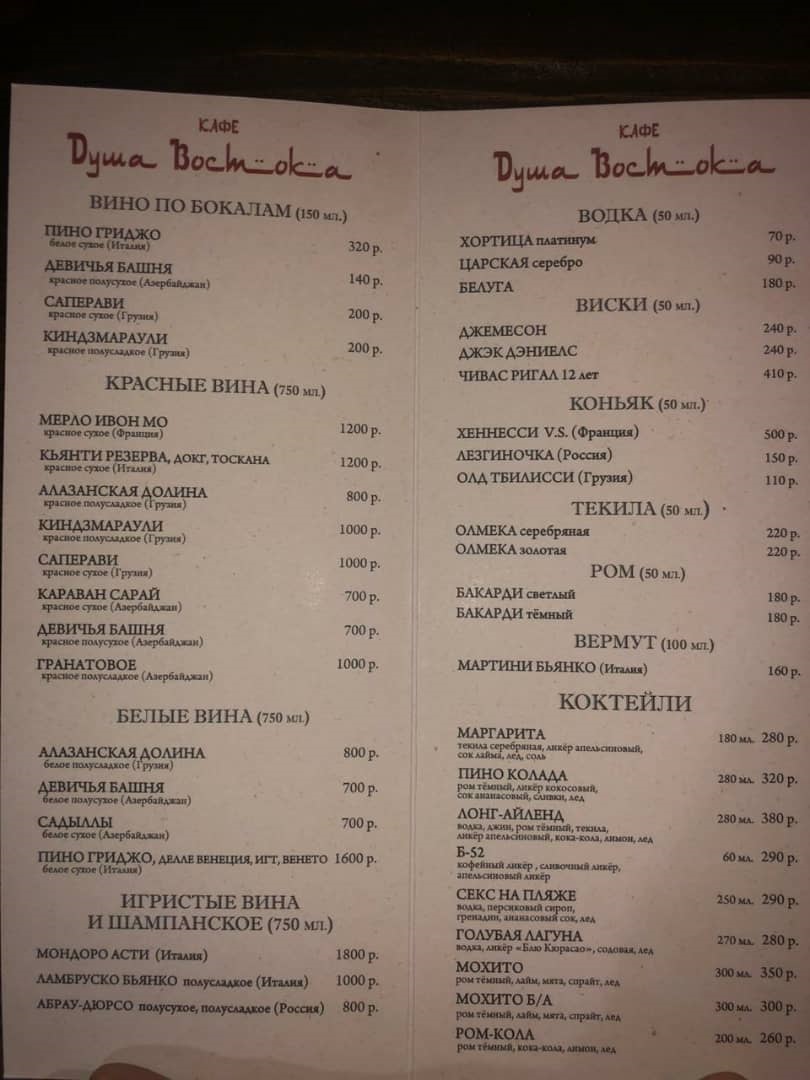 КАФЕ
Душа Востока
ВИНО ПО БОКАЛАМ (150 мл.)
ПИНО ГРИДЖО
белое сухое (Италия) 320 р.
ДЕВИЧЬЯ БАШНЯ
красное полусухое (Азербайджан) 140 р.
САПЕРАВИ
красное сухое (Грузия) 200 р.
КИНДЗМАРАУЛИ
красное полусладкое (Грузия) 200 р.
КРАСНЫЕ ВИНА (750 мл.)
МЕРЛО ИВОН МО
красное сухое (Франция) 1200 р.
КЬЯНТИ РЕЗЕРВА, ДОКГ, ТОСКАНА
красное сухое (Италия) 1200 р.
АЛАЗАНСКАЯ ДОЛИНА
красное полусладкое (Грузия) 800 р.
КИНДЗМАРАУЛИ
красное полусладкое (Грузия) 1000 р.
САПЕРАВИ
красное сухое (Грузия) 1000 р.
КАРАВАН САРАЙ
красное сухое (Азербайджан) 700 р.
ДЕВИЧЬЯ БАШНЯ
красное полусухое (Азербайджан) 700 р.
ГРАНАТОВОЕ
красное полусладкое (Азербайджан) 1000 р.
БЕЛЫЕ ВИНА (750 мл.)
АЛАЗАНСКАЯ ДОЛИНА
белое полусладкое (Грузия) 800 р.
ДЕВИЧЬЯ БАШНЯ
белое полусухое (Азербайджан) 700 р.
САДЫЛЛЫ
белое сухое (Азербайджан) 700 р.
ПИНО ГРИДЖО, ДЕЛЛЕ ВЕНЕЦИЯ, ИГТ, ВЕНЕТО 1600 р.
белое сухое (Италия)
ИГРИСТЫЕ ВИНА
И ШАМПАНСКОЕ (750 мл.)
МОНДОРО АСТИ (Италия) 1800 р.
ЛАМБРУСКО БЬЯНКО полусладкое (Италия) 1000 р.
АБРАУ-ДЮРСО полусухое, полусладкое (Россия) 800 р.
КАФЕ
Душа Востока
ВОДКА (50 мл.)
ХОРТИЦА платинум 70 р.
ЦАРСКАЯ серебро 90 р.
БЕЛУГА 180 р.
ВИСКИ (50 мл.)
ДЖЕМЕСОН 240 р.
ДЖЭК ДЭНИЕЛС 240 р.
ЧИВАС РИГАЛ 12 лет 410 р.
КОНЬЯК (50 мл.)
ХЕННЕССИ V.S. (Франция) 500 р.
ЛЕЗГИНОЧКА (Россия) 150 р.
ОЛД ТБИЛИССИ (Грузия) 110 р.
ТЕКИЛА (50 мл.)
ОЛМЕКА серебряная 220 р.
ОЛМЕКА золотая 220 р.
РОМ (50 мл.)
БАКАРДИ светлый 180 р.
БАКАРДИ тёмный 180 р.
ВЕРМУТ (100 мл.)
МАРТИНИ БЬЯНКО (Италия) 160 р.
КОКТЕЙЛИ
МАРГАРИТА 180 мл. 280 р.
текила серебряная, ликёр апельсиновый,
сок лайма, лед, соль
ПИНО КОЛАДА 280 мл. 320 р.
ром тёмный, ликёр кокосовый,
сок ананасовый, сливки, лед
ЛОНГ-АЙЛЕНД 280 мл. 380 р.
водка, джин, ром тёмный, текила,
ликёр апельсиновый, кока-кола, лимон, лед
Б-52 60 мл. 290 р.
кофейный ликёр , сливочный ликёр,
апельсиновый ликёр
СЕКС НА ПЛЯЖЕ 250 мл. 290 р.
водка, персиковый сироп,
гренадин, ананасовый сок, лед
ГОЛУБАЯ ЛАГУНА 270 мл. 280 р.
водка, ликёр «Блю Кюрасао», содовая, лед
МОХИТО 300 мл. 350 р.
ром тёмный, лайм, мята, спрайт, лед
МОХИТО Б/А 300 мл. 300 р.
ром тёмный, лайм, мята, спрайт, лед
РОМ-КОЛА 200 мл. 260 р.
ром тёмный, кока-кола, лимон, лед